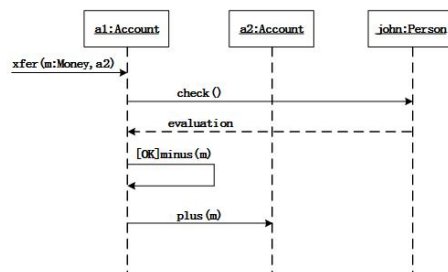 a1:Account
a2:Account
john:Person
xfer(m:Money,a2)
check()
evaluation
[OK]minus(m)
plus(m)